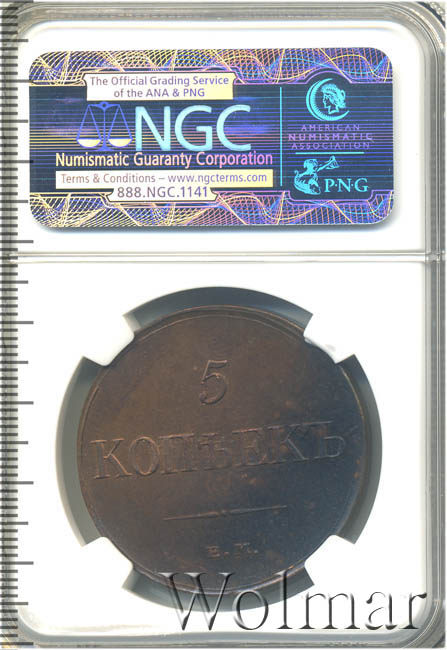 The Official Grading Service
of the ANA & PNG
NGC
Numismatic Guaranty Corporation
Terms & Conditions – www.ngcterms.com
888.NGC.1141
AMERICAN
NUMISMATIC
ASSOCIATION
P·N·G
5
КОПѢЕКЪ
Wolmar